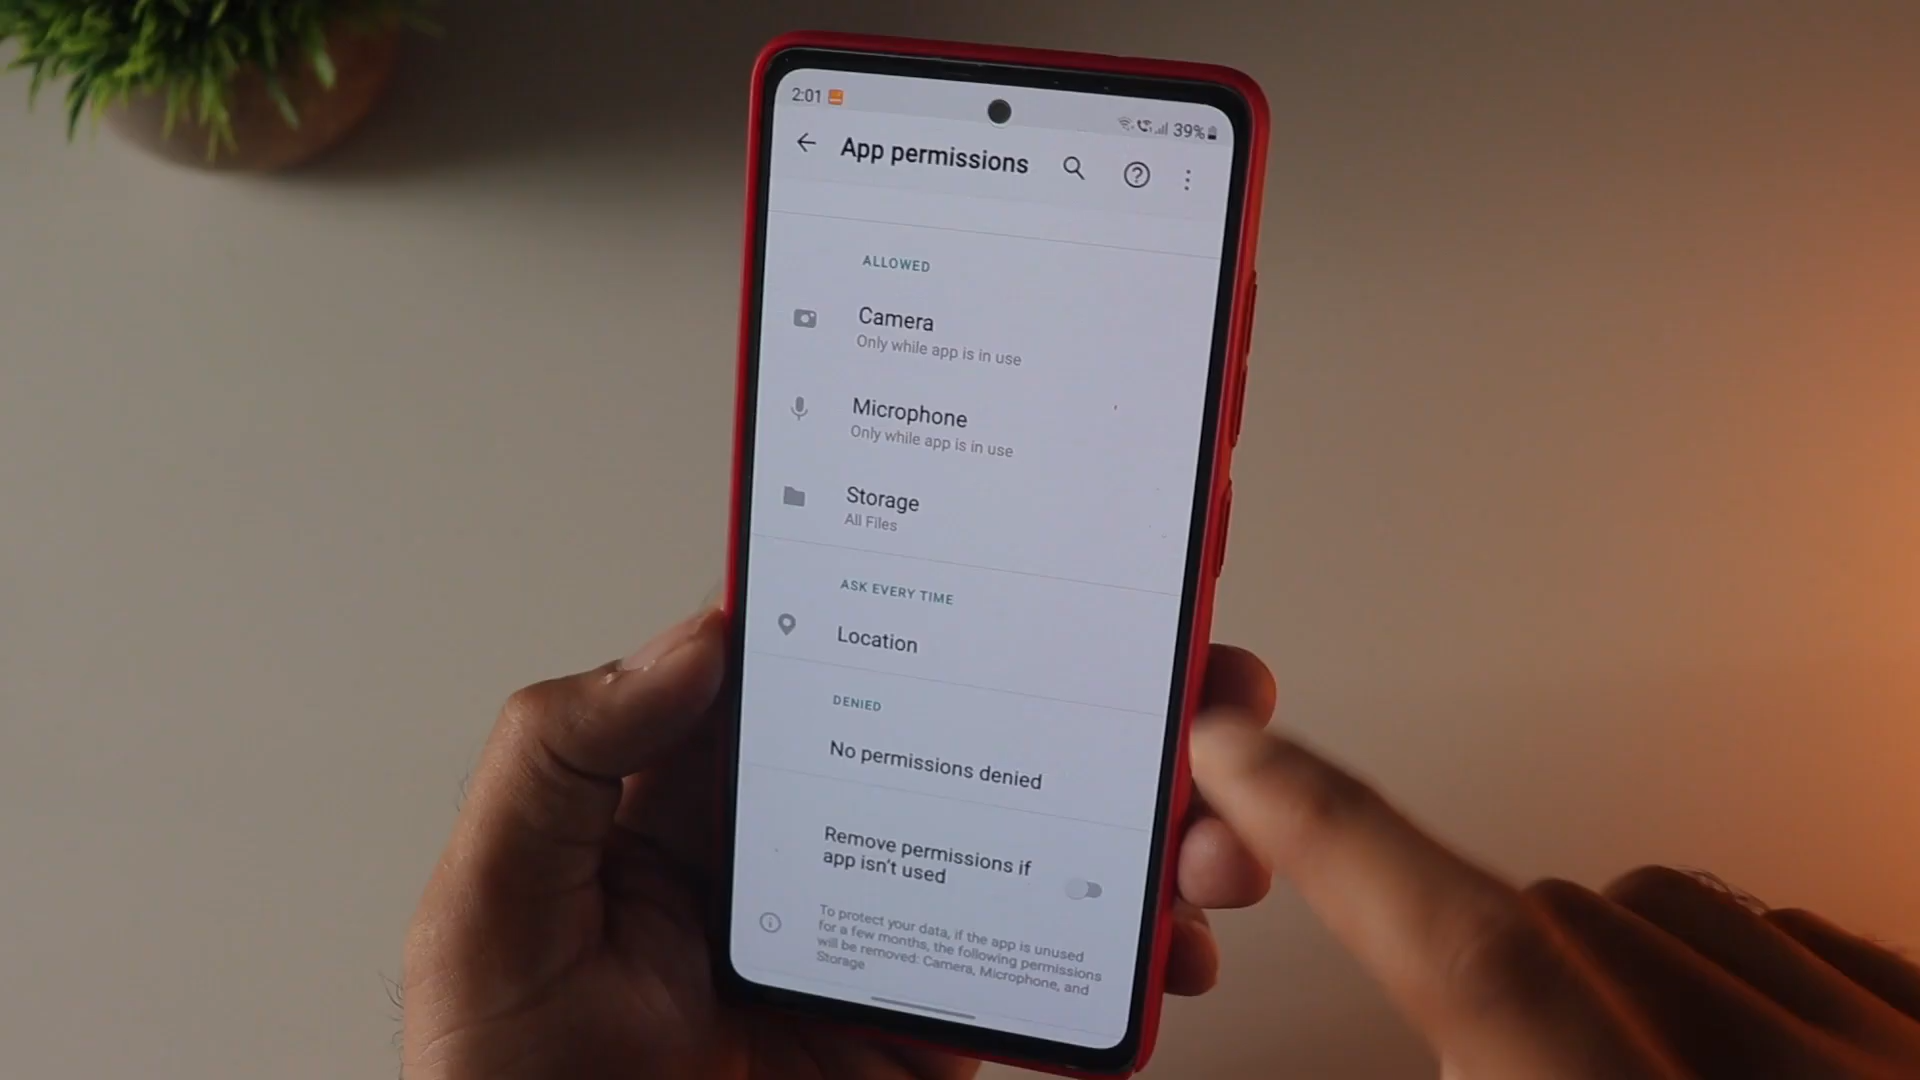 2:01
39%
App permissions
ALLOWED
Camera
Only while app is in use
Microphone
Only while app is in use
Storage
All Files
ASK EVERY TIME
Location
DENIED
No permissions denied
Remove permissions if
app isn't used
To protect your data, if the app is unused
for a few months, the following permissions
will be removed: Camera, Microphone, and
Storage